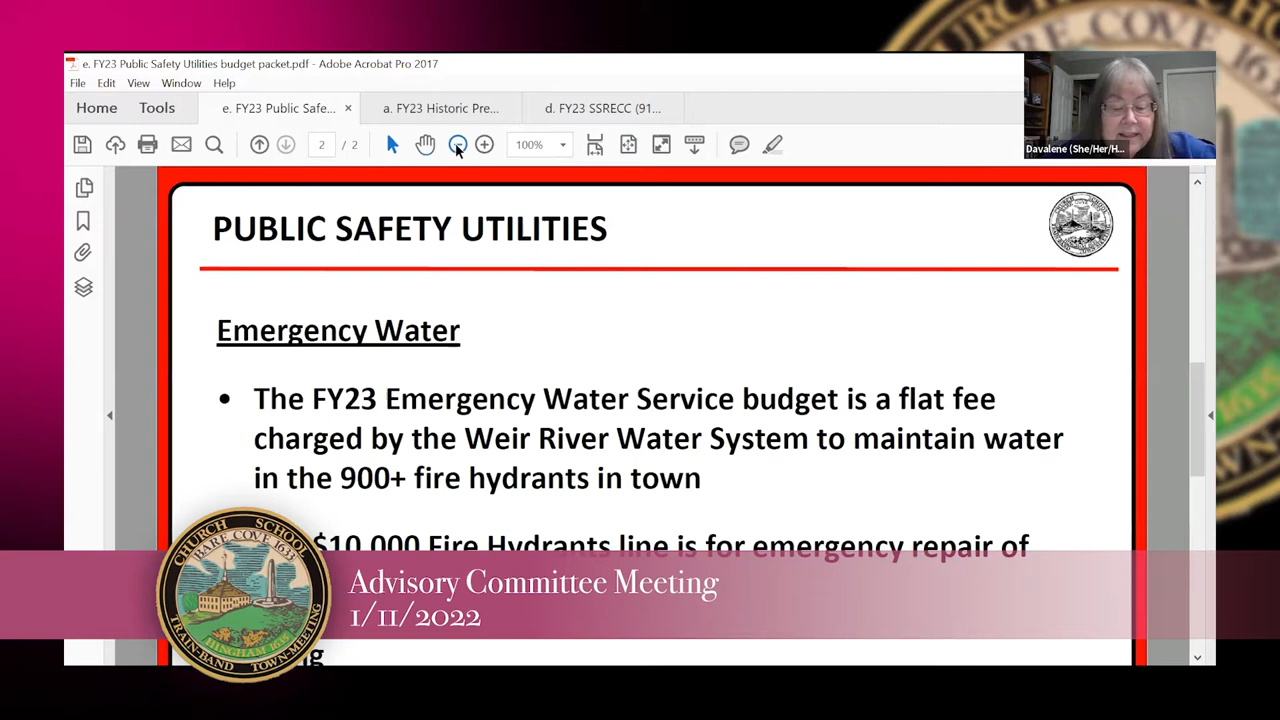 e. FY23 Public Safety Utilities budget packet.pdf - Adobe Acrobat Pro 2017
File Edit View Window Help
Home Tools e. FY23 Public Safe... × a. FY23 Historic Pre... d. FY23 SSRECC (91...
2 / 2 100%
Davalene (She/Her/H...
PUBLIC SAFETY UTILITIES
Emergency Water
• The FY23 Emergency Water Service budget is a flat fee
charged by the Weir River Water System to maintain water
in the 900+ fire hydrants in town
$10,000 Fire Hydrants line is for emergency repair of
CHURCH SCHOOL
BARE COVE 1633
HINGHAM 1635
TRAIN-BAND TOWN-MEETING
Advisory Committee Meeting
1/11/2022